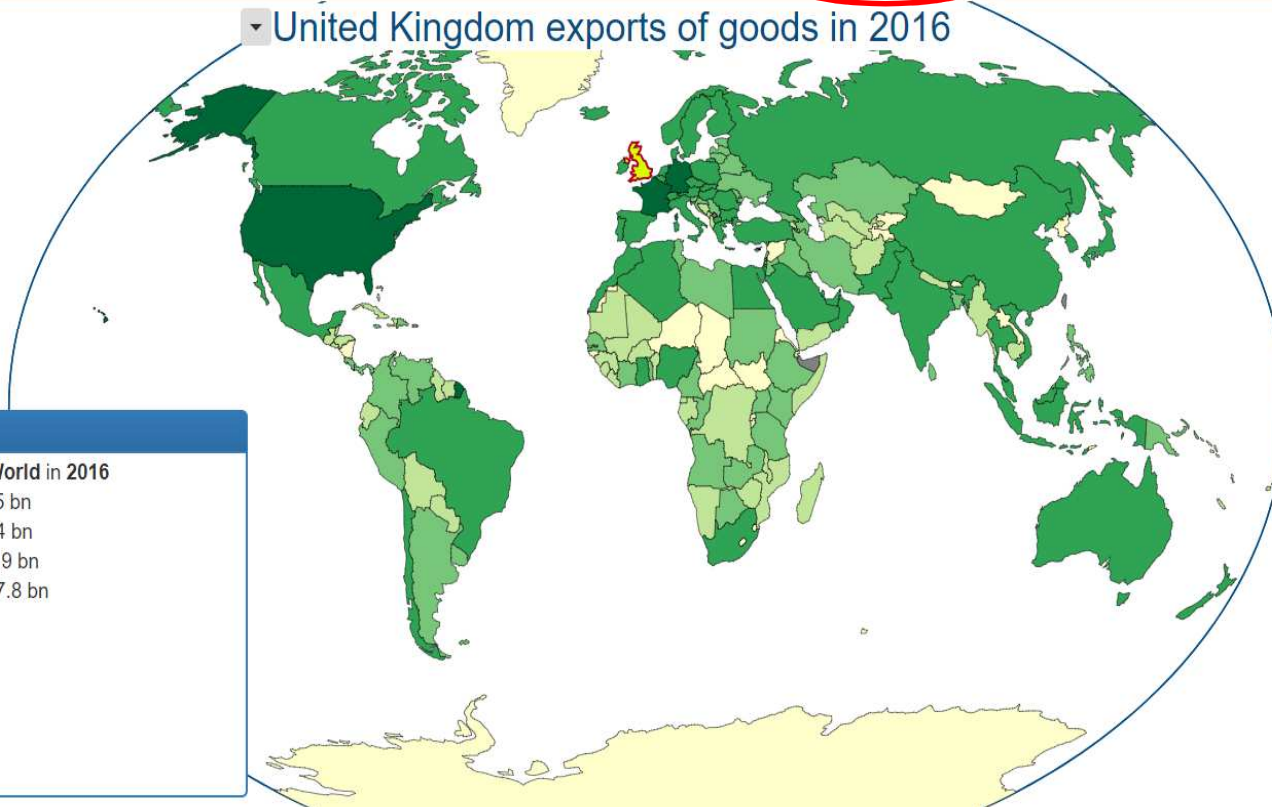 United Kingdom exports of goods in 2016
World in 2016
bn
bn
9 bn
7.8 bn